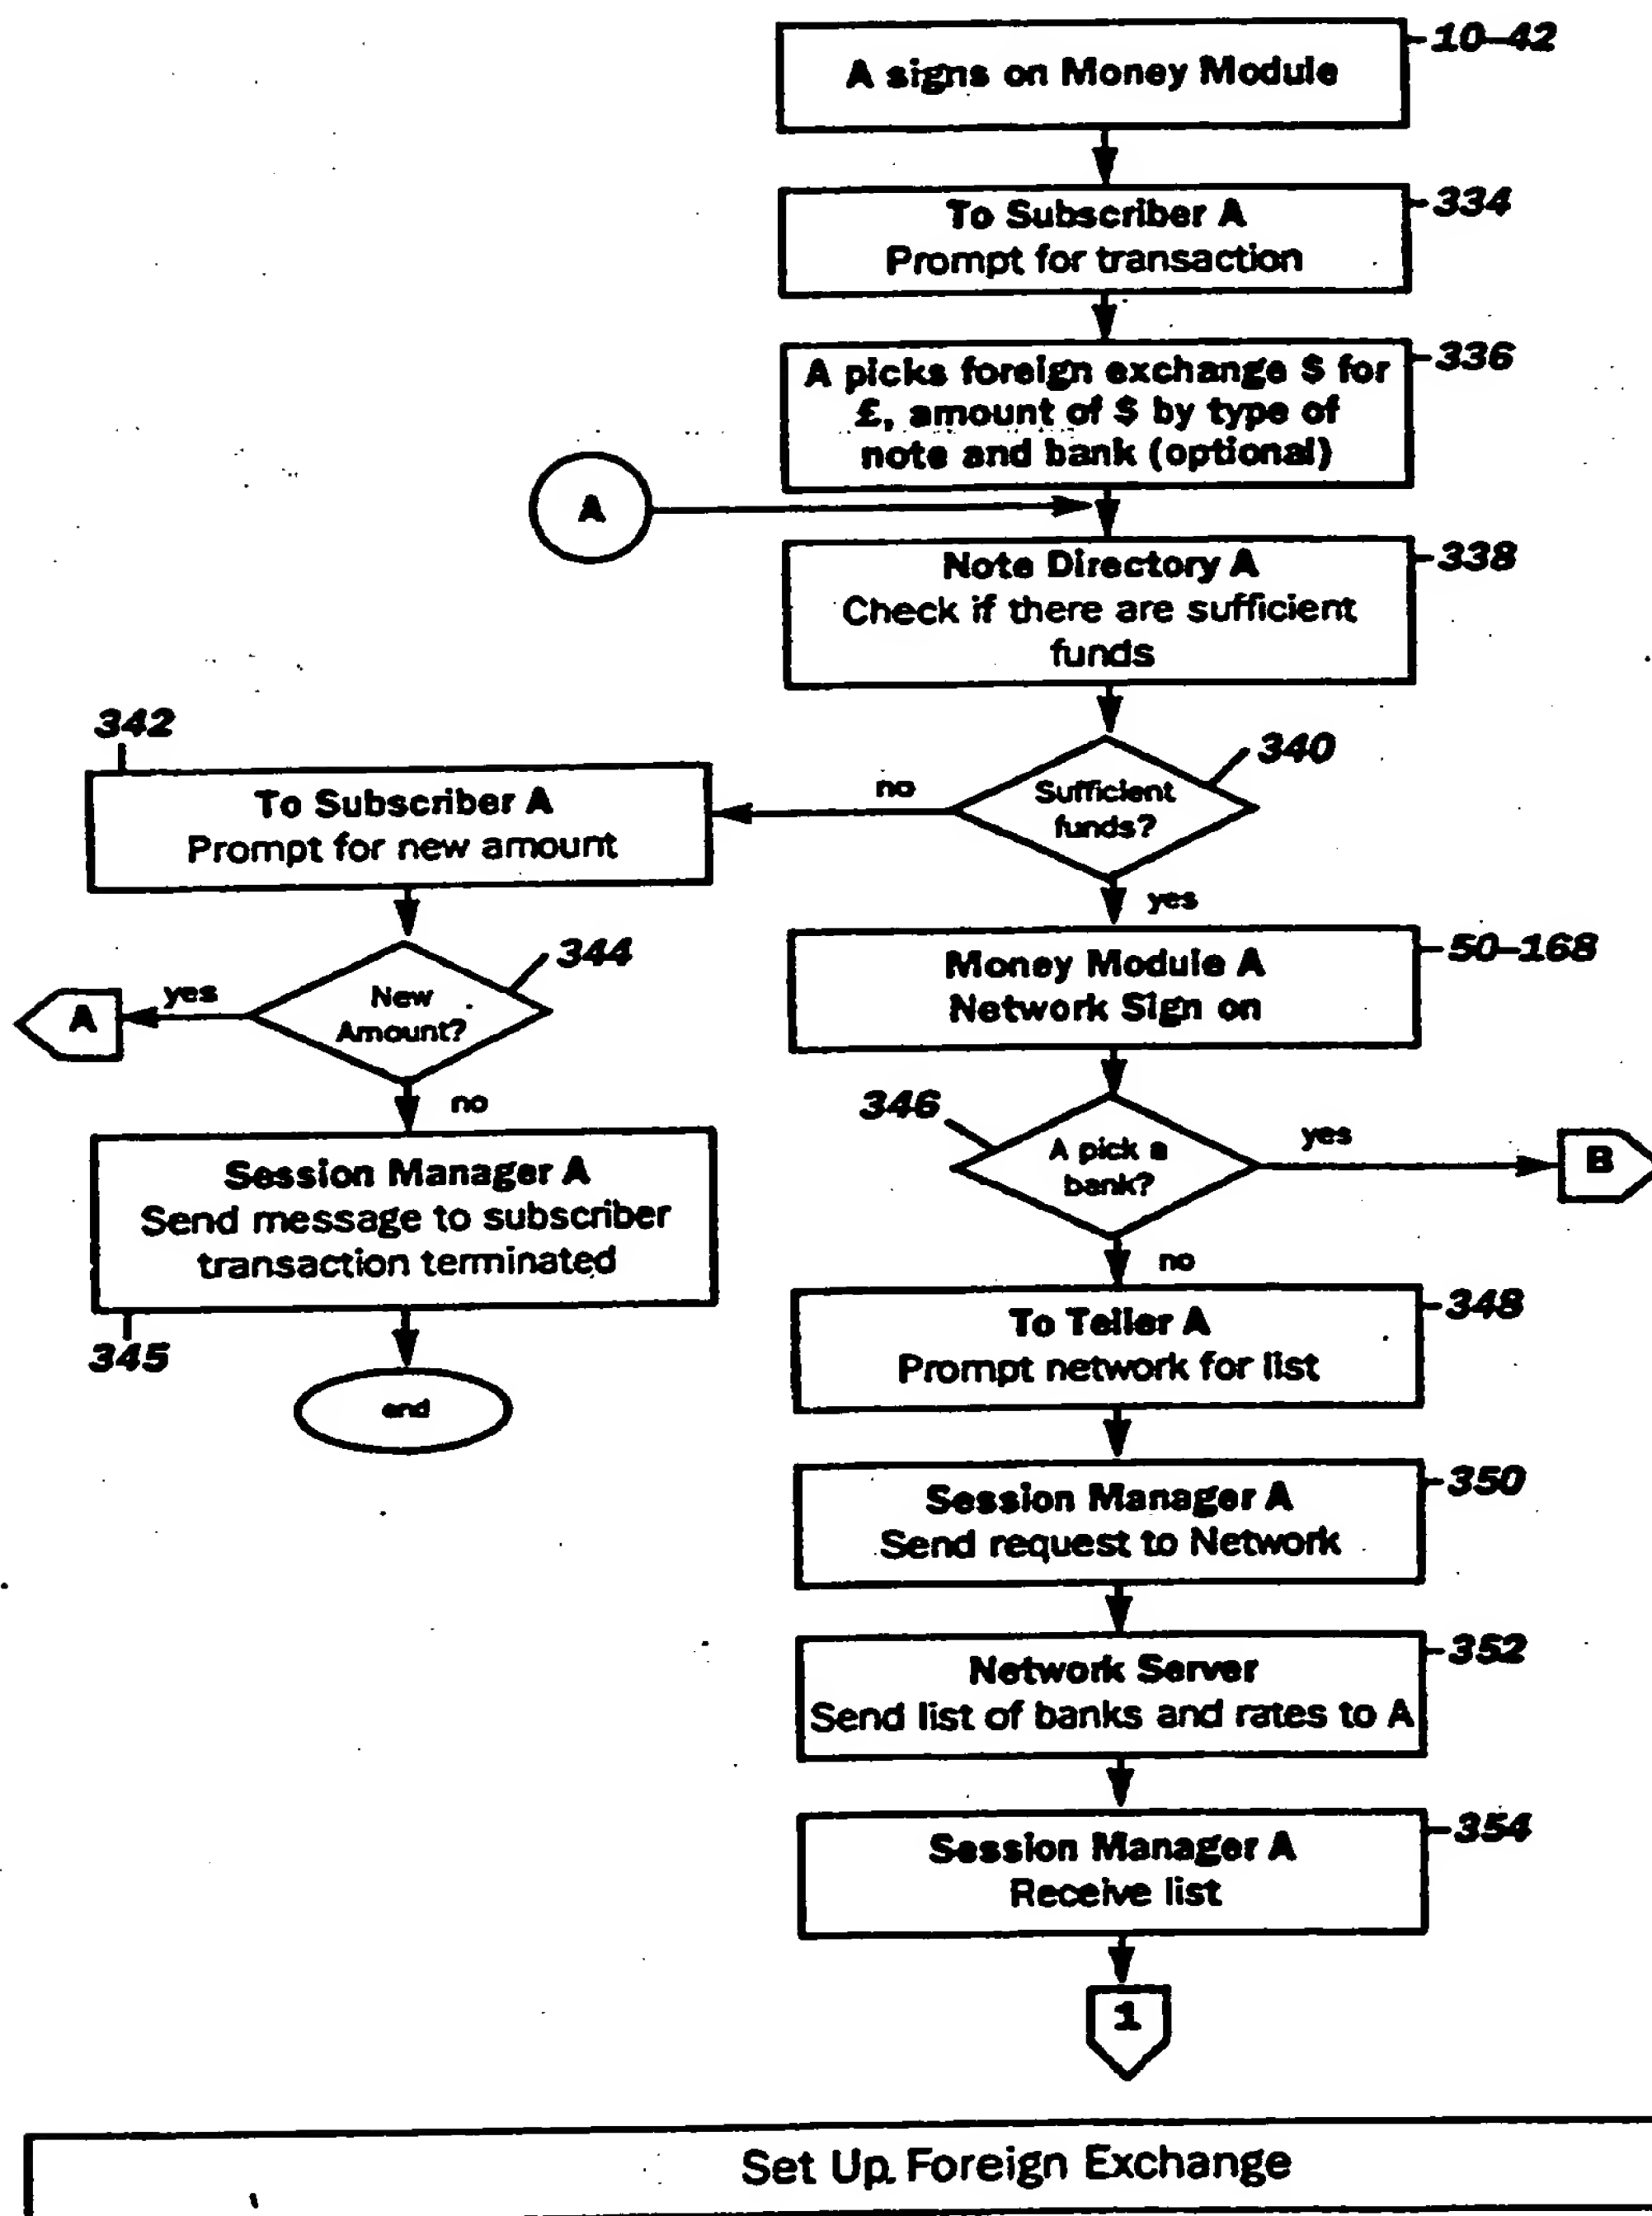 A signs on Money Module
10–42
To Subscriber A
Prompt for transaction
334
A picks foreign exchange $ for
£, amount of $ by type of
note and bank (optional)
336
A
Note Directory A
Check if there are sufficient
funds
338
Sufficient
funds?
340
no
yes
342
To Subscriber A
Prompt for new amount
New
Amount?
344
yes
A
no
Session Manager A
Send message to subscriber
transaction terminated
345
end
Money Module A
Network Sign on
50–168
346
A pick a
bank?
yes
B
no
To Teller A
Prompt network for list
348
Session Manager A
Send request to Network
350
Network Server
Send list of banks and rates to A
352
Session Manager A
Receive list
354
1
Set Up Foreign Exchange